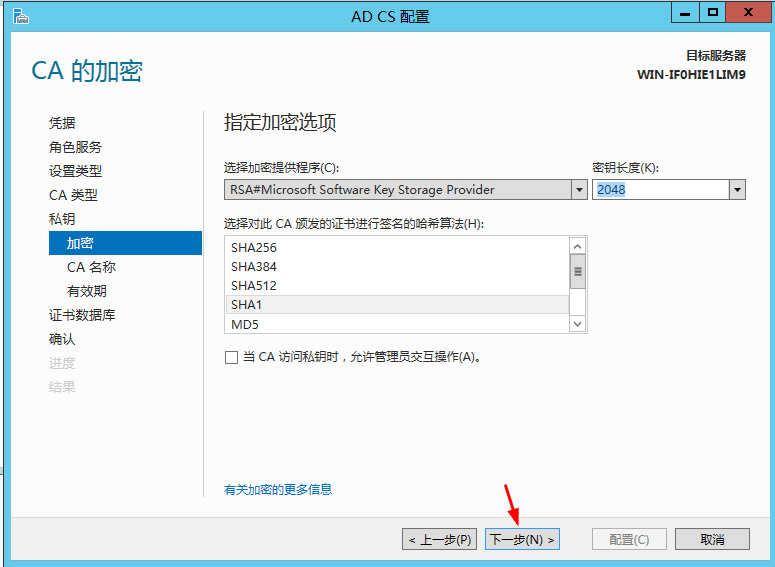 AD CS 配置
CA 的加密
目标服务器
WIN-IF0HIE1LIM9
凭据
角色服务
设置类型
CA 类型
私钥
加密
CA 名称
有效期
证书数据库
确认
进度
结果
指定加密选项
选择加密提供程序(C):
密钥长度(K):
RSA#Microsoft Software Key Storage Provider
2048
选择对此 CA 颁发的证书进行签名的哈希算法(H):
SHA256
SHA384
SHA512
SHA1
MD5
当 CA 访问私钥时，允许管理员交互操作(A)。
有关加密的更多信息
< 上一步(P)
下一步(N) >
配置(C)
取消